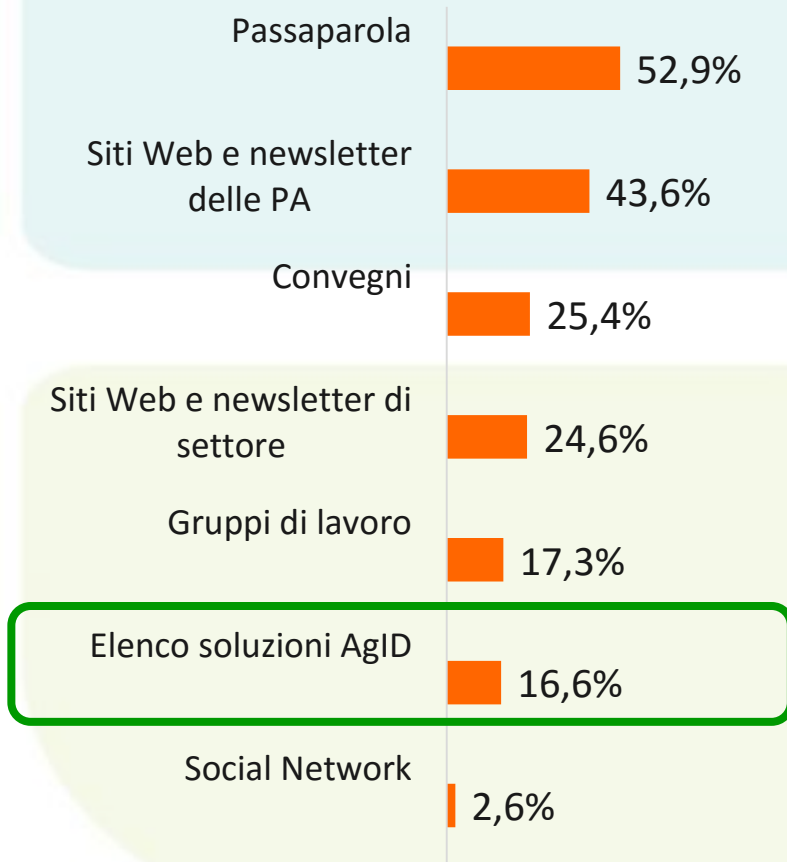 Passaparola
52,9%
Siti Web e newsletter
delle PA
43,6%
Convegni
25,4%
Siti Web e newsletter di
settore
24,6%
Gruppi di lavoro
17,3%
Elenco soluzioni AgID
16,6%
Social Network
2,6%